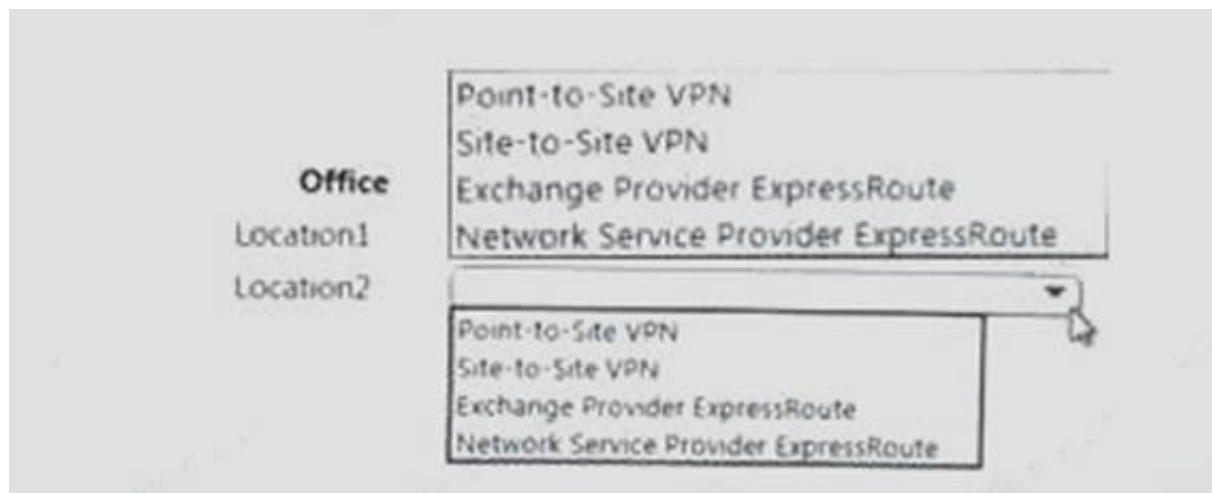 Point-to-Site VPN
Site-to-Site VPN
Office
Exchange Provider ExpressRoute
Location1
Network Service Provider ExpressRoute
Location2
Point-to-Site VPN
Site-to-Site VPN
Exchange Provider ExpressRoute
Network Service Provider ExpressRoute